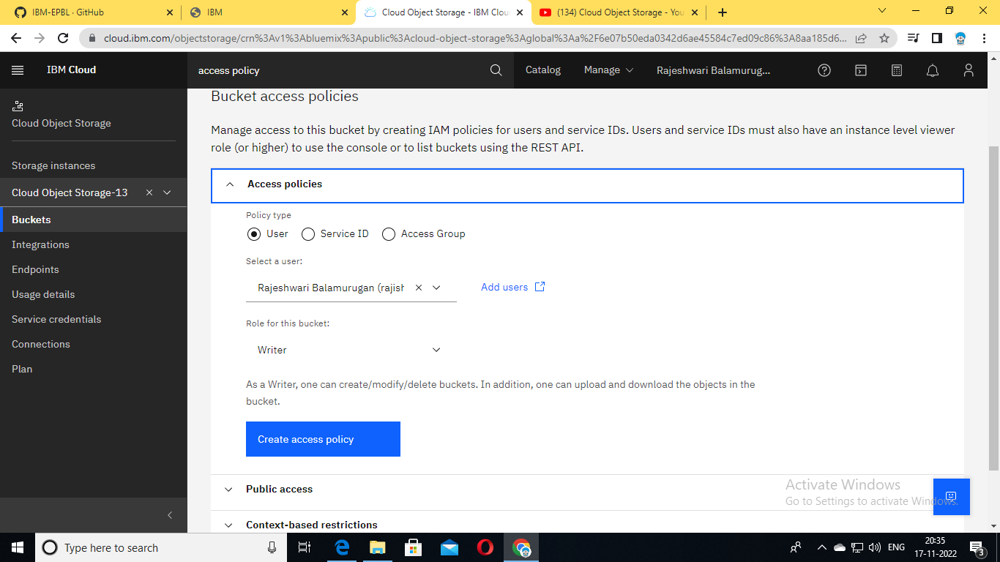 IBM-EPBL · GitHub
IBM
Cloud Object Storage - IBM Clou
(134) Cloud Object Storage - You
cloud.ibm.com/objectstorage/crn%3Av1%3Abluemix%3Apublic%3Acloud-object-storage%3Aglobal%3Aa%2F6e07b50eda0342d6ae45584c7ed09c86%3A8aa185d6...
IBM Cloud
access policy
Catalog
Manage
Rajeshwari Balamurug...
Cloud Object Storage
Storage instances
Cloud Object Storage-13
Buckets
Integrations
Endpoints
Usage details
Service credentials
Connections
Plan
Bucket access policies
Manage access to this bucket by creating IAM policies for users and service IDs. Users and service IDs must also have an instance level viewer
role (or higher) to use the console or to list buckets using the REST API.
Access policies
Policy type
User
Service ID
Access Group
Select a user:
Rajeshwari Balamurugan (rajish
Add users
Role for this bucket:
Writer
As a Writer, one can create/modify/delete buckets. In addition, one can upload and download the objects in the
bucket.
Create access policy
Public access
Context-based restrictions
Activate Windows
Go to Settings to activate Windows.
Type here to search
ENG
20:35
17-11-2022
3